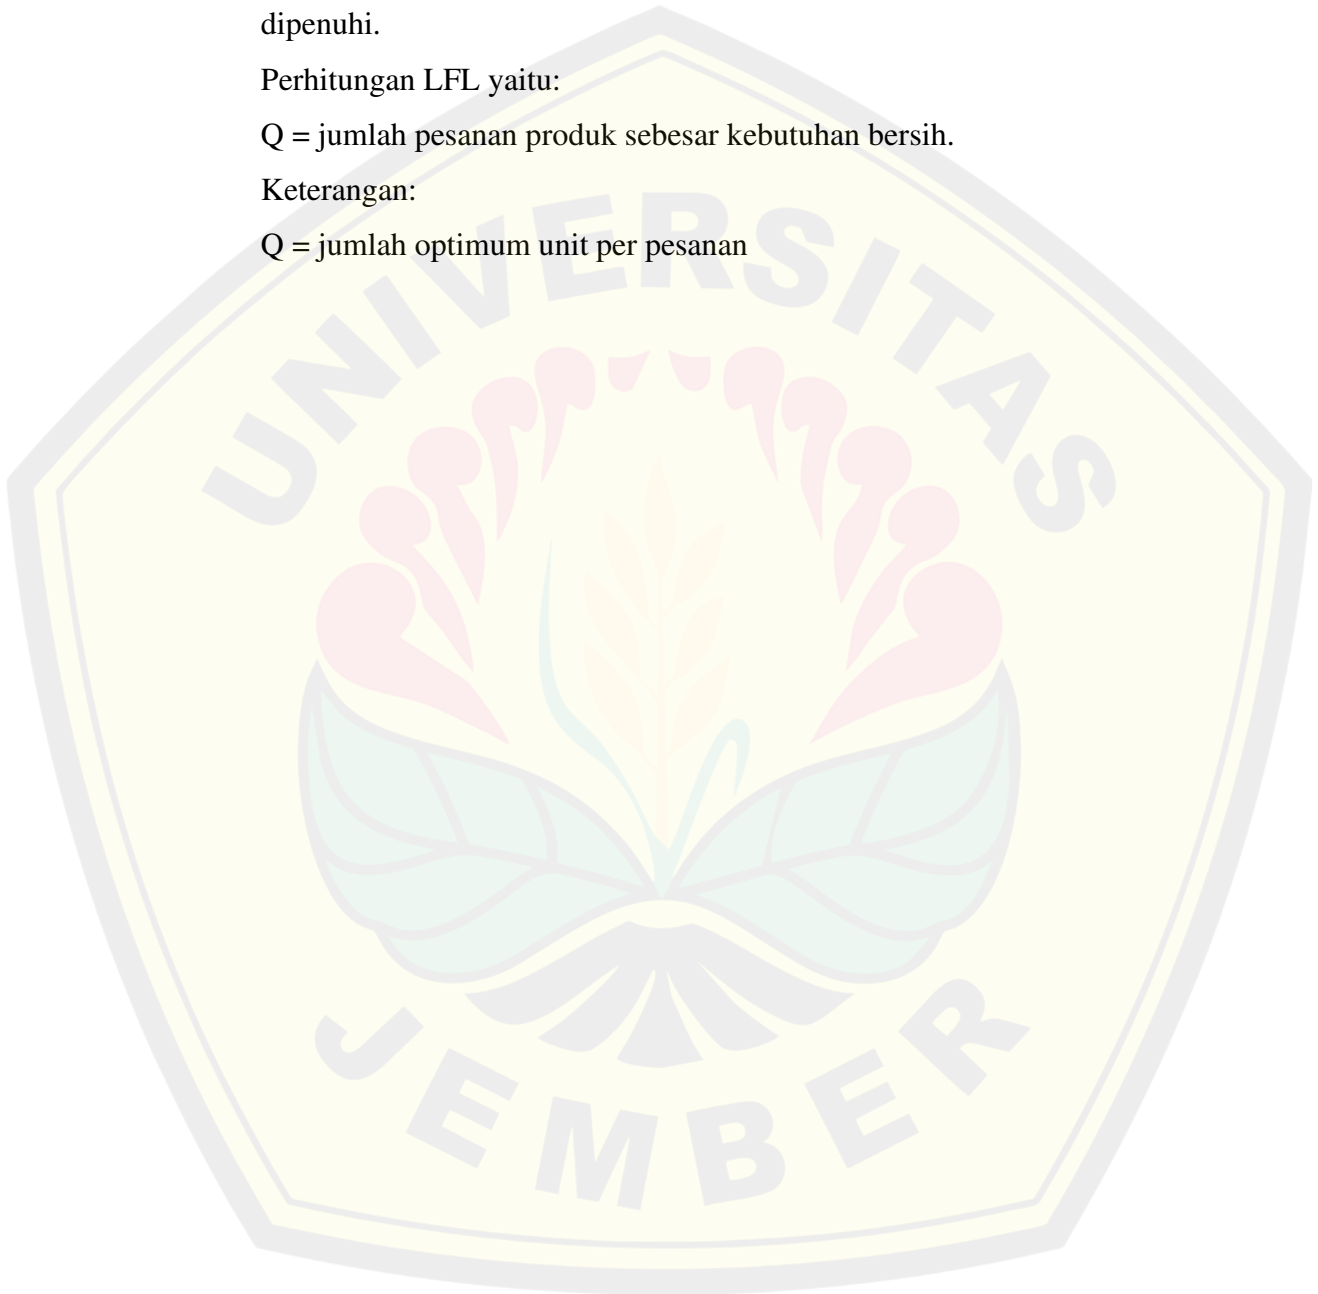 dipenuhi.
Perhitungan LFL yaitu:
Q = jumlah pesanan produk sebesar kebutuhan bersih.
Keterangan:
Q = jumlah optimum unit per pesanan
UNIVERSITAS
JEMBER